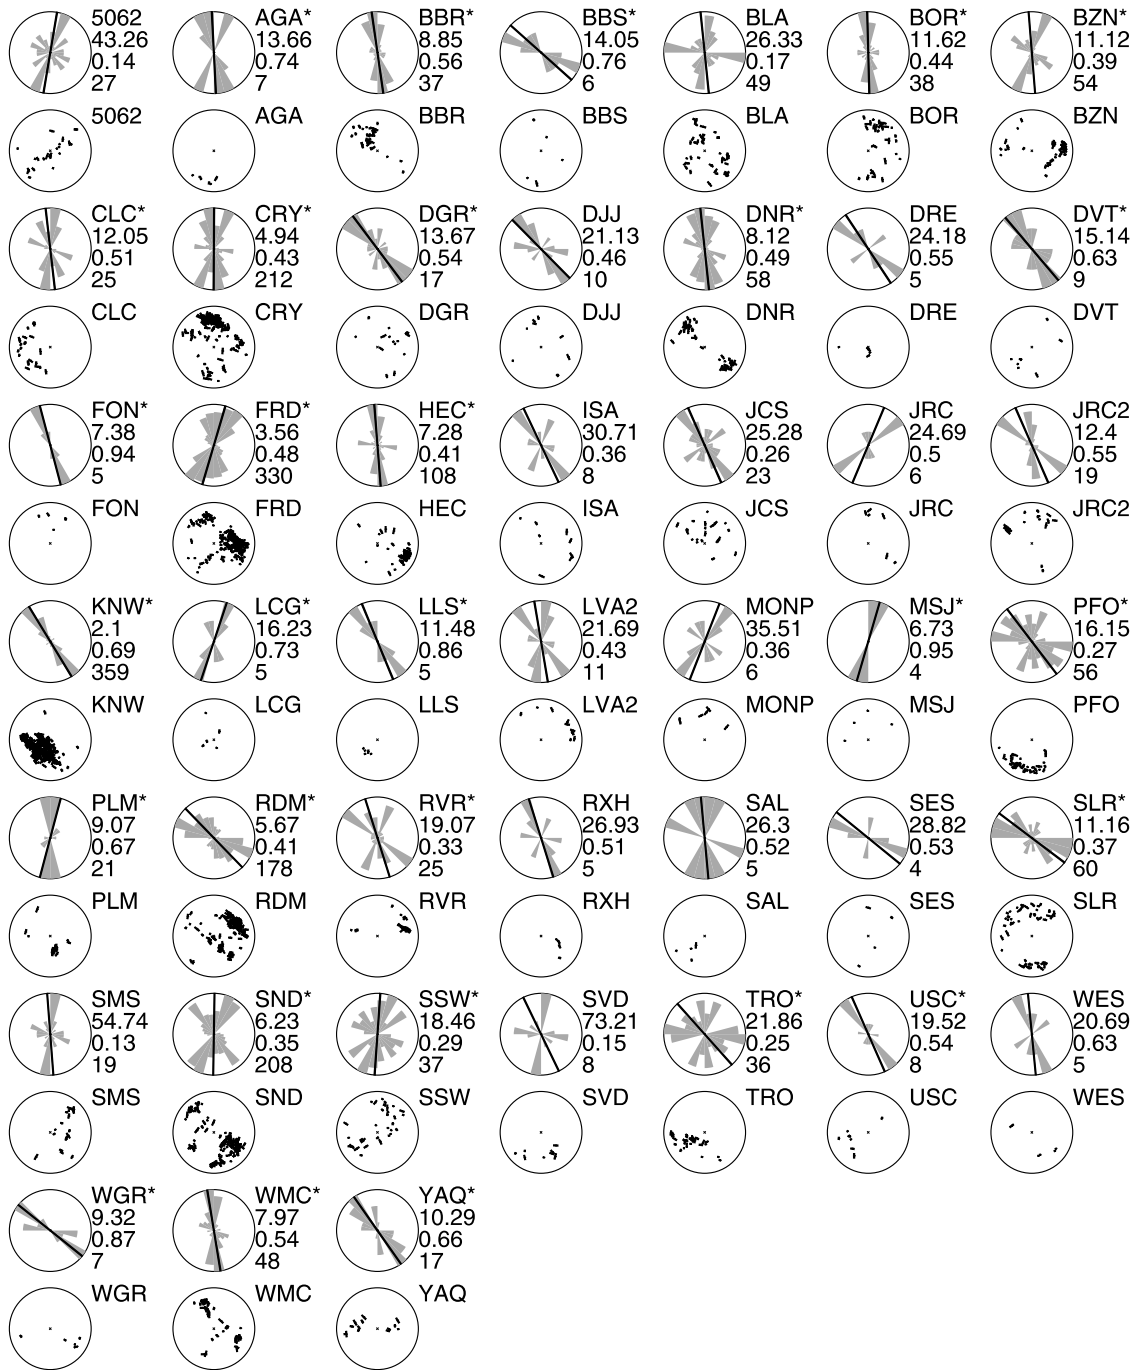 5062
43.26
0.14
27
AGA*
13.66
0.74
7
BBR*
8.85
0.56
37
BBS*
14.05
0.76
6
BLA
26.33
0.17
49
BOR*
11.62
0.44
38
BZN*
11.12
0.39
54
5062
AGA
BBR
BBS
BLA
BOR
BZN
CLC*
12.05
0.51
25
CRY*
4.94
0.43
212
DGR*
13.67
0.54
17
DJJ
21.13
0.46
10
DNR*
8.12
0.49
58
DRE
24.18
0.55
5
DVT*
15.14
0.63
9
CLC
CRY
DGR
DJJ
DNR
DRE
DVT
FON*
7.38
0.94
5
FRD*
3.56
0.48
330
HEC*
7.28
0.41
108
ISA
30.71
0.36
8
JCS
25.28
0.26
23
JRC
24.69
0.5
6
JRC2
12.4
0.55
19
FON
FRD
HEC
ISA
JCS
JRC
JRC2
KNW*
2.1
0.69
359
LCG*
16.23
0.73
5
LLS*
11.48
0.86
5
LVA2
21.69
0.43
11
MONP
35.51
0.36
6
MSJ*
6.73
0.95
4
PFO*
16.15
0.27
56
KNW
LCG
LLS
LVA2
MONP
MSJ
PFO
PLM*
9.07
0.67
21
RDM*
5.67
0.41
178
RVR*
19.07
0.33
25
RXH
26.93
0.51
5
SAL
26.3
0.52
5
SES
28.82
0.53
4
SLR*
11.16
0.37
60
PLM
RDM
RVR
RXH
SAL
SES
SLR
SMS
54.74
0.13
19
SND*
6.23
0.35
208
SSW*
18.46
0.29
37
SVD
73.21
0.15
8
TRO*
21.86
0.25
36
USC*
19.52
0.54
8
WES
20.69
0.63
5
SMS
SND
SSW
SVD
TRO
USC
WES
WGR*
9.32
0.87
7
WMC*
7.97
0.54
48
YAQ*
10.29
0.66
17
WGR
WMC
YAQ